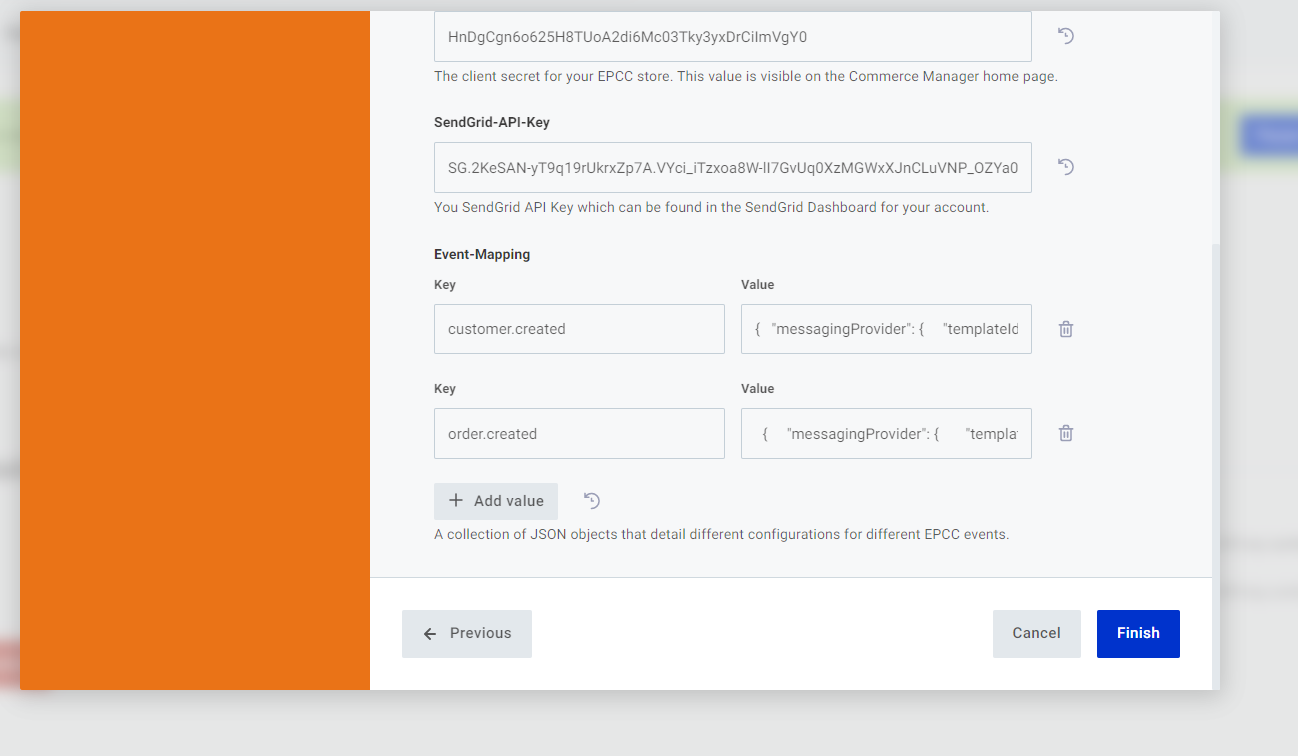 HnDgCgn6o625H8TUoA2di6Mc03Tky3yxDrCiImVgY0
The client secret for your EPCC store. This value is visible on the Commerce Manager home page.
SendGrid-API-Key
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
You SendGrid API Key which can be found in the SendGrid Dashboard for your account.
Event-Mapping
Key Value
customer.created { "messagingProvider": { "templateId
Key Value
order.created { "messagingProvider": { "templa
+ Add value
A collection of JSON objects that detail different configurations for different EPCC events.
Previous Cancel Finish